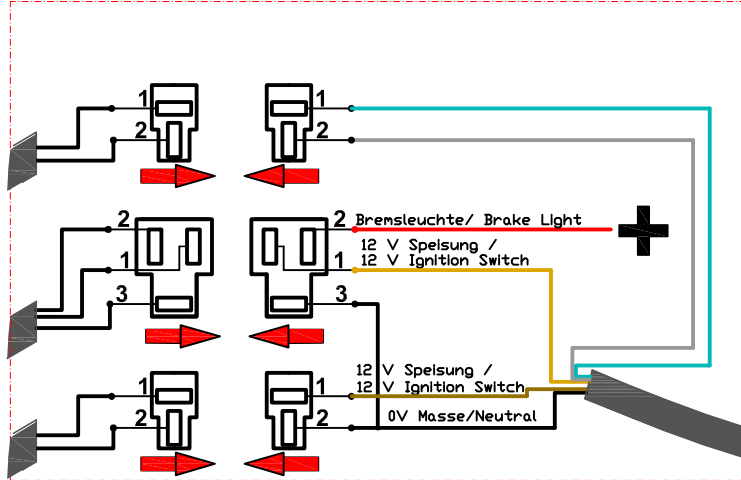 1 1
2 2
2 2 Bremsleuchte/ Brake Light
12 V Speisung /
1 1 12 V Ignition Switch
3 3
12 V Speisung /
1 1 12 V Ignition Switch
2 2 0V Masse/Neutral